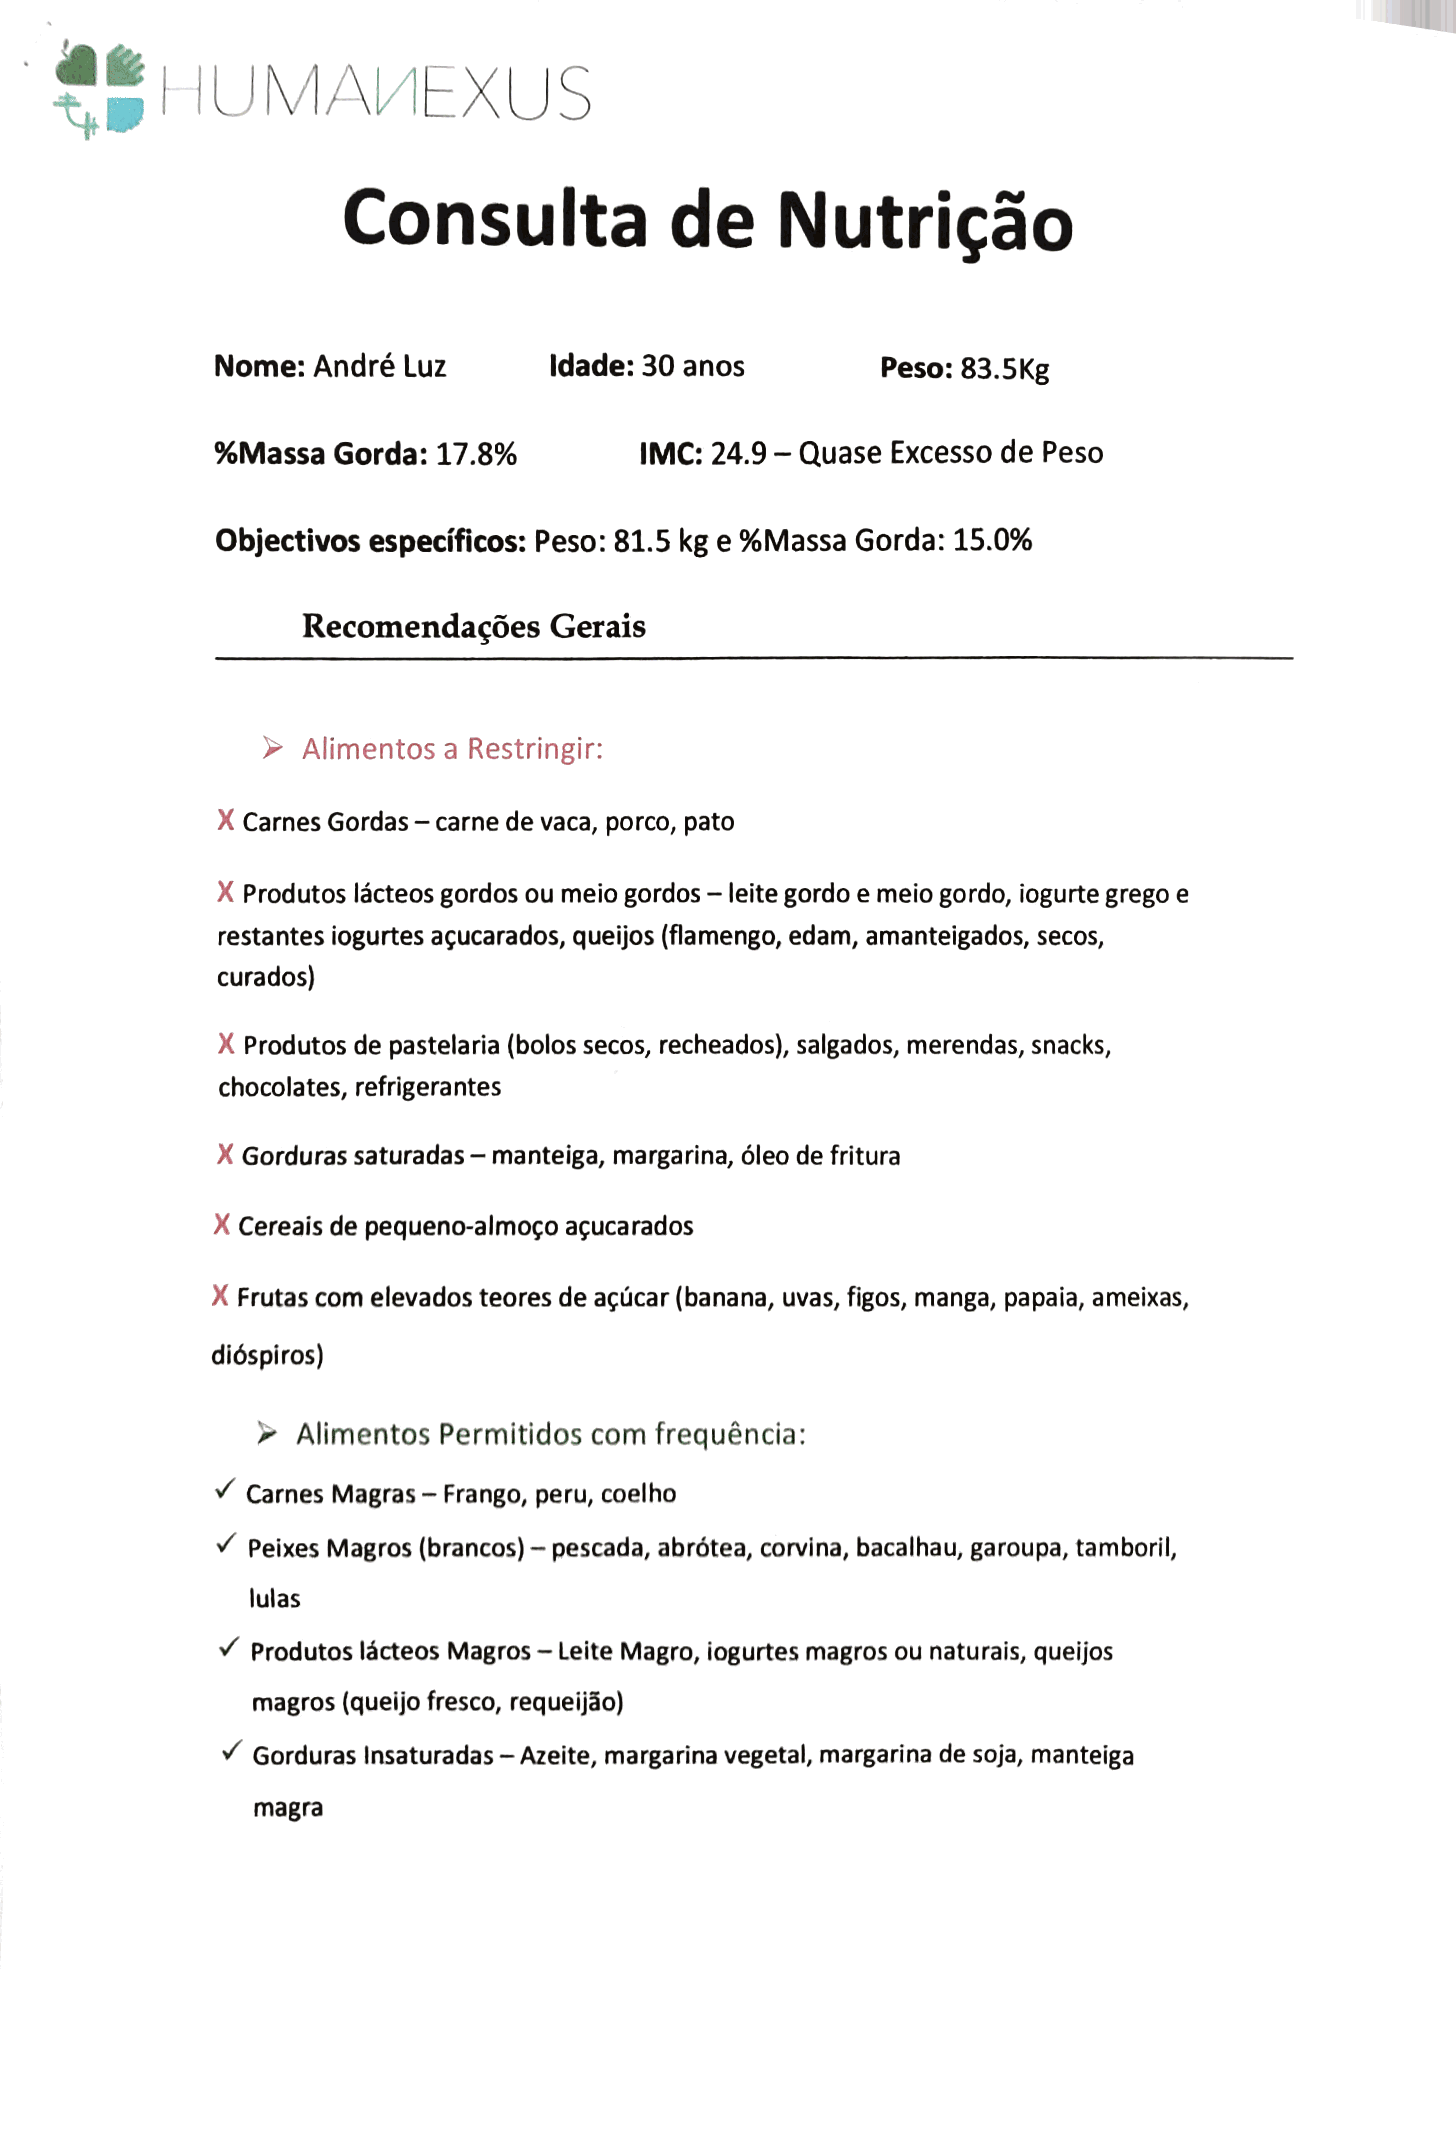 HUMANEXUS
Consulta de Nutrição
Nome: André Luz Idade: 30 anos Peso: 83.5Kg
%Massa Gorda: 17.8% IMC: 24.9 – Quase Excesso de Peso
Objectivos específicos: Peso: 81.5 kg e %Massa Gorda: 15.0%
Recomendações Gerais
➢ Alimentos a Restringir:
X Carnes Gordas – carne de vaca, porco, pato
X Produtos lácteos gordos ou meio gordos – leite gordo e meio gordo, iogurte grego e
restantes iogurtes açucarados, queijos (flamengo, edam, amanteigados, secos,
curados)
X Produtos de pastelaria (bolos secos, recheados), salgados, merendas, snacks,
chocolates, refrigerantes
X Gorduras saturadas – manteiga, margarina, óleo de fritura
X Cereais de pequeno-almoço açucarados
X Frutas com elevados teores de açúcar (banana, uvas, figos, manga, papaia, ameixas,
dióspiros)
➢ Alimentos Permitidos com frequência:
✓ Carnes Magras – Frango, peru, coelho
✓ Peixes Magros (brancos) – pescada, abrótea, corvina, bacalhau, garoupa, tamboril,
lulas
✓ Produtos lácteos Magros – Leite Magro, iogurtes magros ou naturais, queijos
magros (queijo fresco, requeijão)
✓ Gorduras Insaturadas – Azeite, margarina vegetal, margarina de soja, manteiga
magra